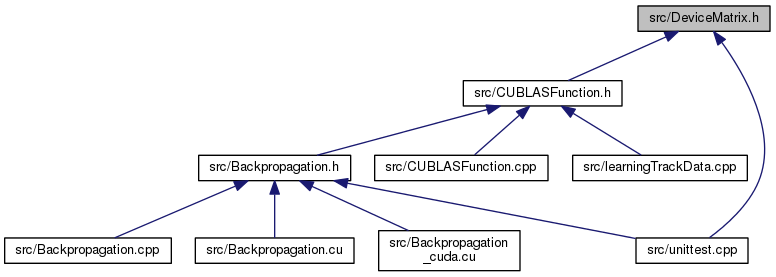 src/DeviceMatrix.h
src/CUBLASFunction.h
src/Backpropagation.h
src/CUBLASFunction.cpp
src/learningTrackData.cpp
src/Backpropagation.cpp
src/Backpropagation.cu
src/Backpropagation
_cuda.cu
src/unittest.cpp